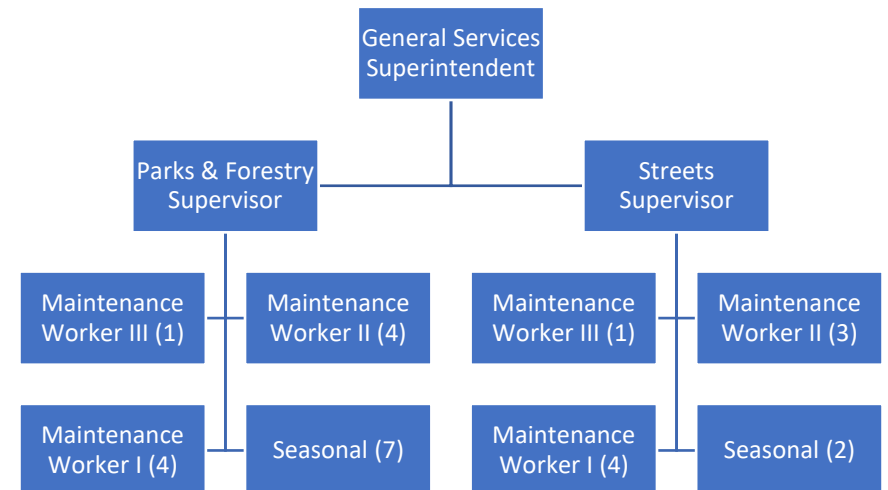 General Services
Superintendent
Parks & Forestry
Supervisor
Streets
Supervisor
Maintenance
Worker III (1)
Maintenance
Worker II (4)
Maintenance
Worker III (1)
Maintenance
Worker II (3)
Maintenance
Worker I (4)
Seasonal (7)
Maintenance
Worker I (4)
Seasonal (2)